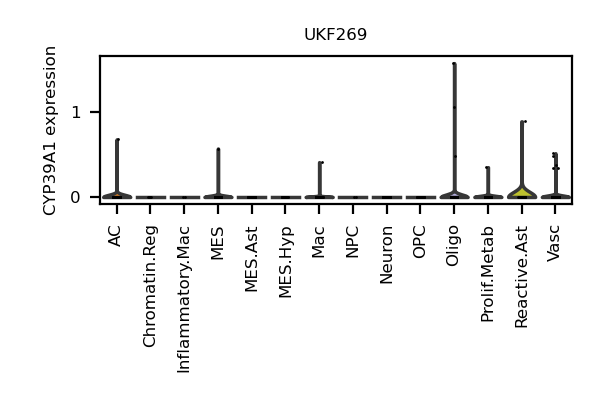 UKF269
CYP39A1 expression
1
0
AC
Chromatin.Reg
Inflammatory.Mac
MES
MES.Ast
MES.Hyp
Mac
NPC
Neuron
OPC
Oligo
Prolif.Metab
Reactive.Ast
Vasc